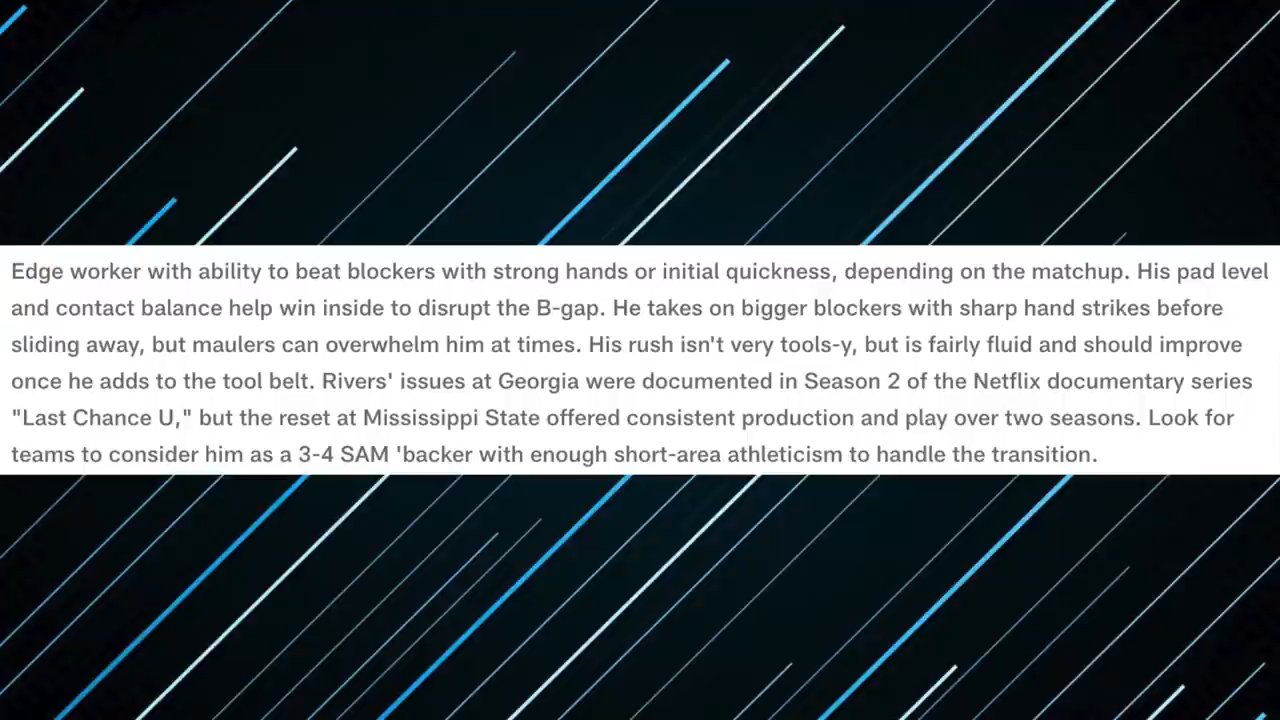 Edge worker with ability to beat blockers with strong hands or initial quickness, depending on the matchup. His pad level
and contact balance help win inside to disrupt the B-gap. He takes on bigger blockers with sharp hand strikes before
sliding away, but maulers can overwhelm him at times. His rush isn't very tools-y, but is fairly fluid and should improve
once he adds to the tool belt. Rivers' issues at Georgia were documented in Season 2 of the Netflix documentary series
"Last Chance U," but the reset at Mississippi State offered consistent production and play over two seasons. Look for
teams to consider him as a 3-4 SAM 'backer with enough short-area athleticism to handle the transition.